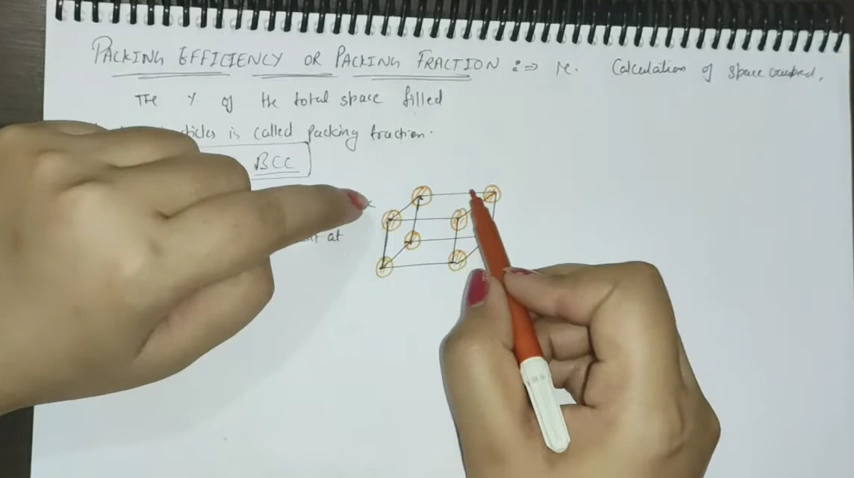 PACKING EFFICIENCY OR PACKING FRACTION :⇒ Calculation of space occupied.
The % of the total space filled
is called packing fraction.
BCC
at